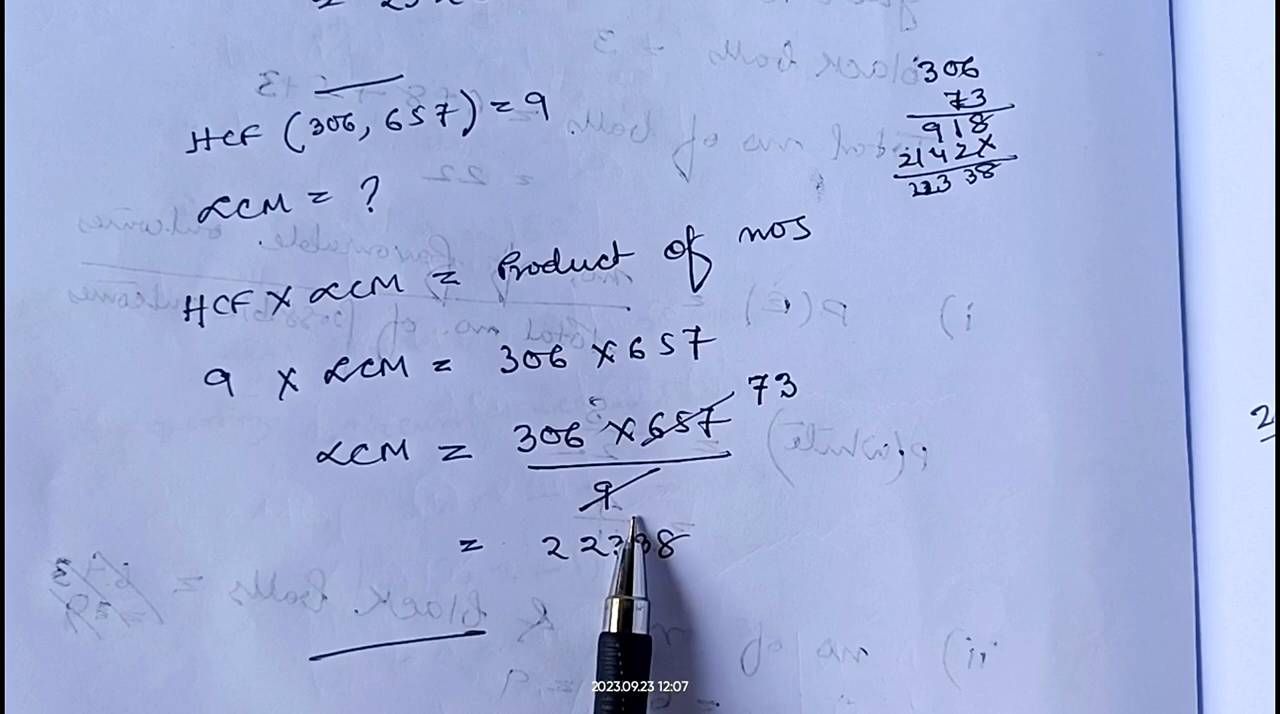 HCF (306, 657) = 9
LCM = ?
HCF X LCM = Product of nos
9 X LCM = 306 X 657
LCM = 306 X 657 73
9
= 22338
306
73
918
2142X
22338
2023.09.23 12:07